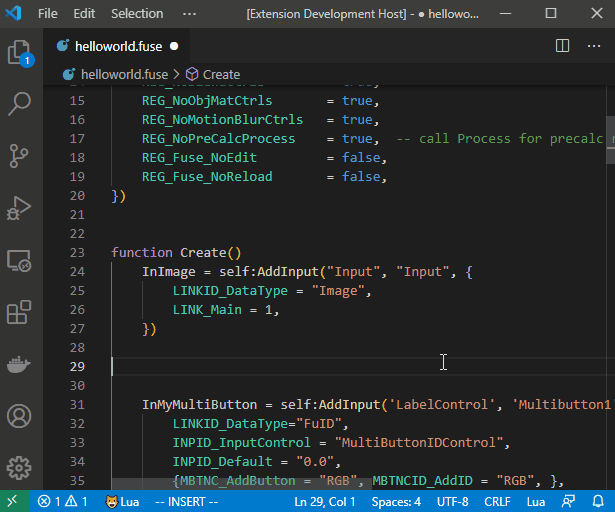 File Edit Selection ... [Extension Development Host] - ● hellowo...
1
helloworld.fuse ●
helloworld.fuse > Create
15 REG_NoObjMatCtrls = true,
16 REG_NoMotionBlurCtrls = true,
17 REG_NoPreCalcProcess = true, -- call Process for precalc
18 REG_Fuse_NoEdit = false,
19 REG_Fuse_NoReload = false,
20 })
21
22
23 function Create()
24 InImage = self:AddInput("Input", "Input", {
25 LINKID_DataType = "Image",
26 LINK_Main = 1,
27 })
28
29
30
31 InMyMultiButton = self:AddInput('LabelControl', 'Multibutton1
32 LINKID_DataType="FuID",
33 INPID_InputControl = "MultiButtonIDControl",
34 INPID_Default = "0.0",
35 {MBTNC_AddButton = "RGB", MBTNCID_AddID = "RGB", },
1 1 Lua -- INSERT -- Ln 29, Col 1 Spaces: 4 UTF-8 CRLF Lua